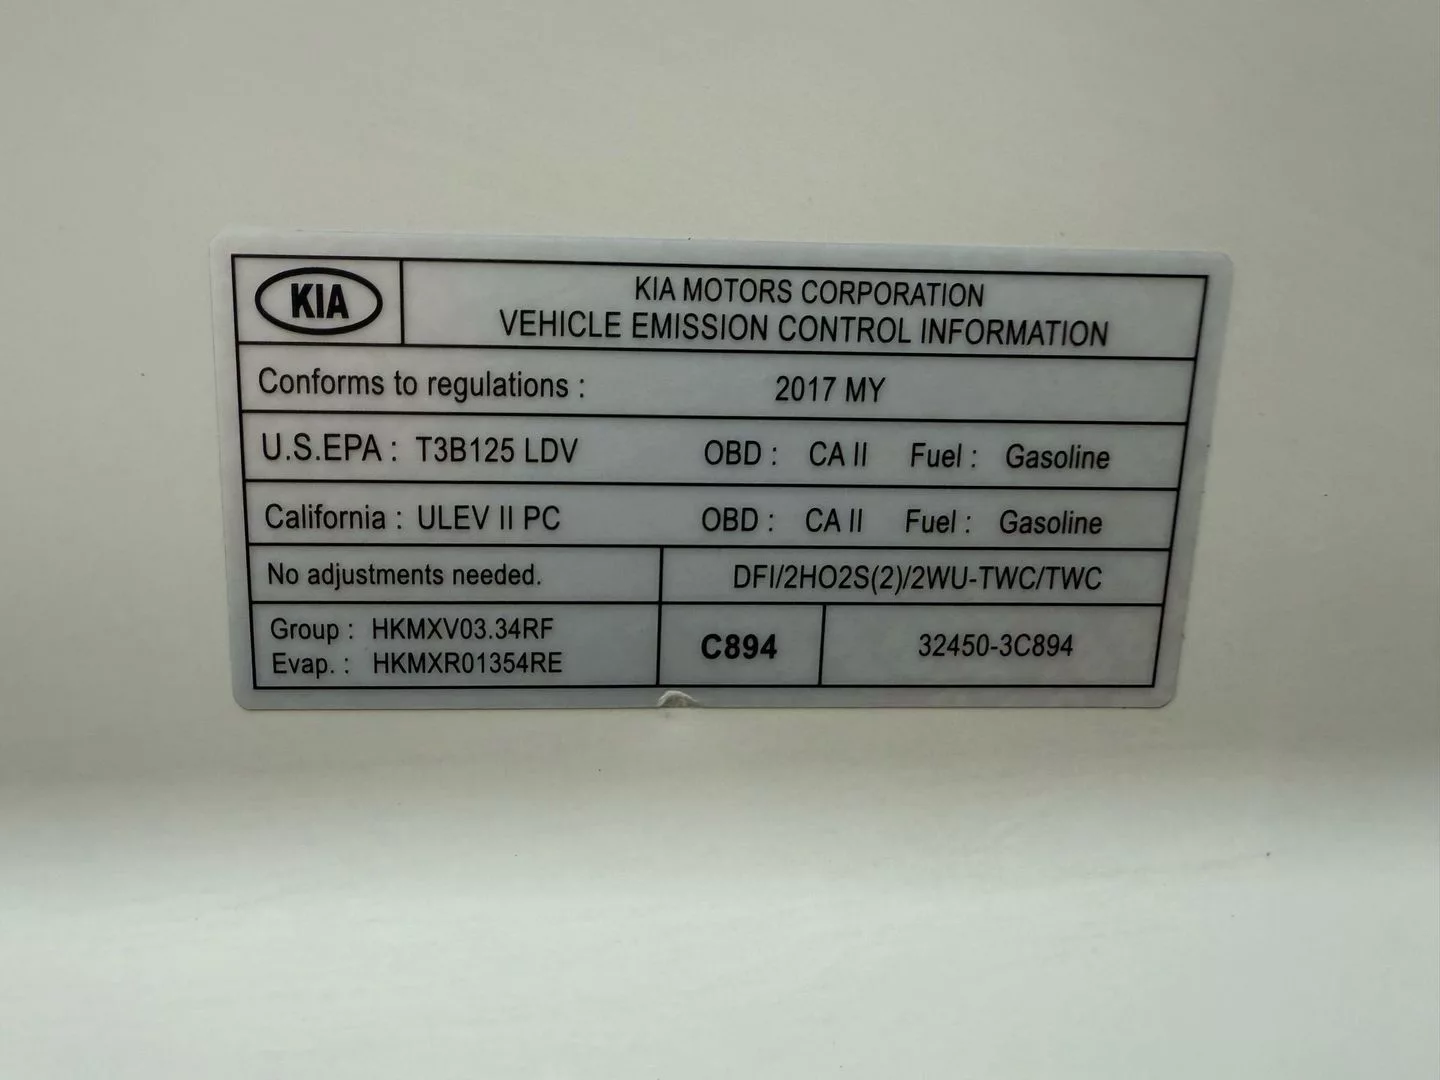 KIA
KIA MOTORS CORPORATION
VEHICLE EMISSION CONTROL INFORMATION
Conforms to regulations : 2017 MY
U.S.EPA : T3B125 LDV OBD : CA II Fuel : Gasoline
California : ULEV II PC OBD : CA II Fuel : Gasoline
No adjustments needed. DFI/2HO2S(2)/2WU-TWC/TWC
Group : HKMXV03.34RF
Evap. : HKMXR01354RE
C894 32450-3C894